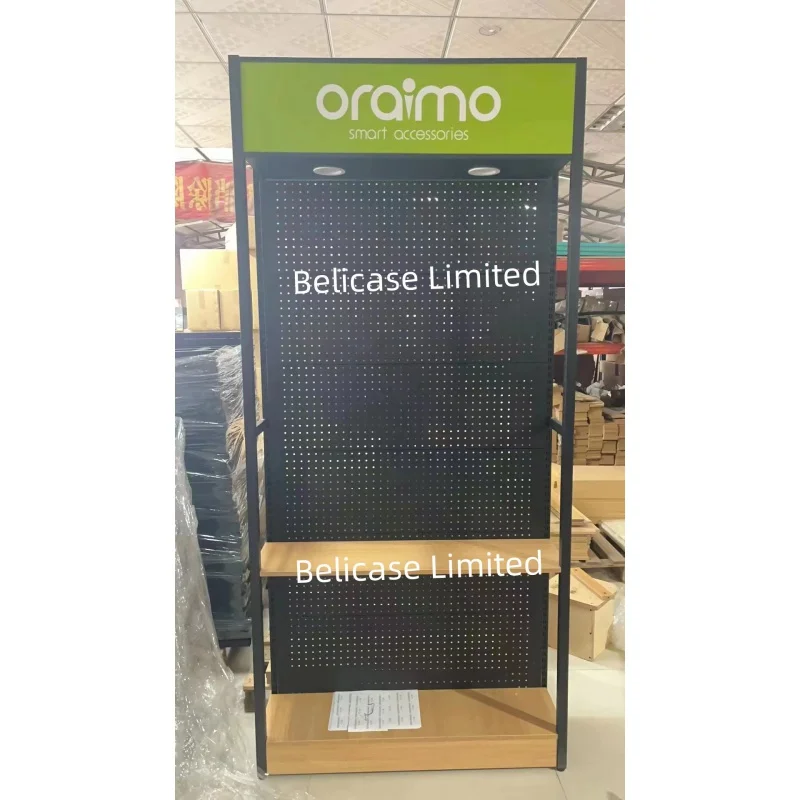 oraimo
smart accessories
Belicase Limited
Belicase Limited